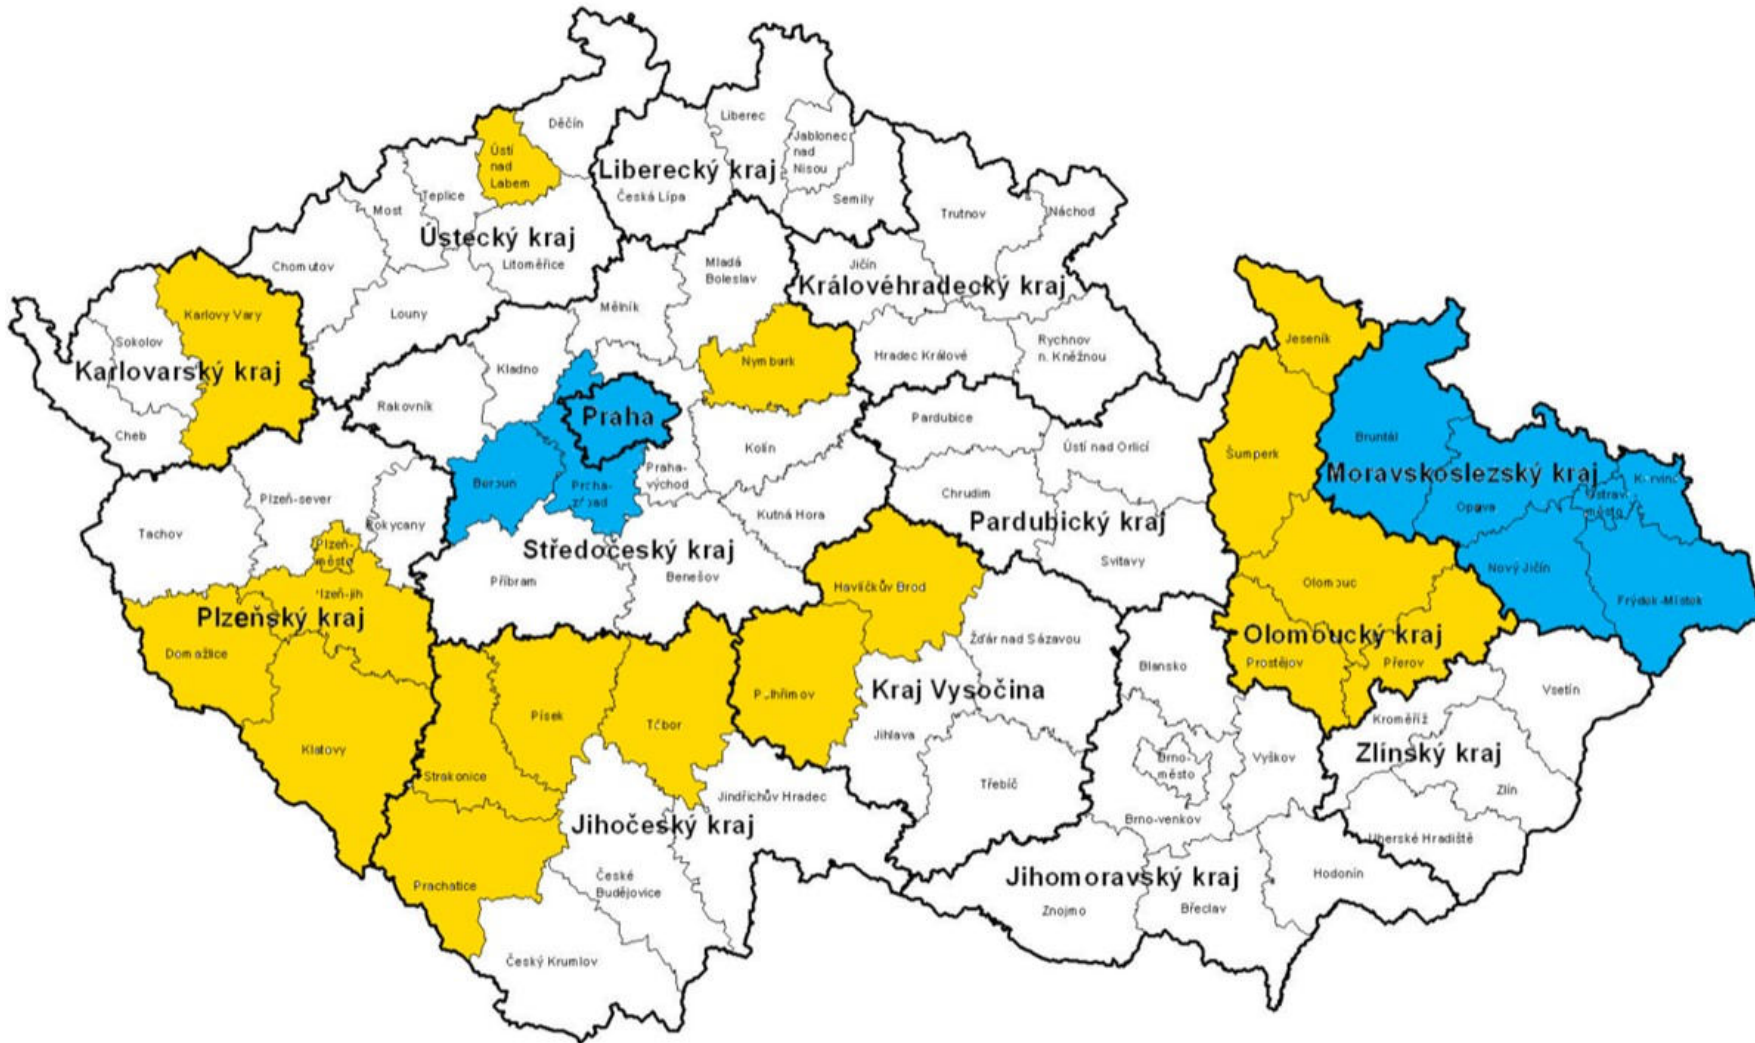 Děčín
Liberec
Jablonec
nad
Nisou
Ústí
nad
Labem
Liberecký kraj
Česká Lípa
Semily
Teplice
Most
Trutnov
Náchod
Ústecký kraj
Litoměřice
Chomutov
Mladá
Boleslav
Jičín
Královéhradecký kraj
Mělník
Louny
Karlovy Vary
Sokolov
Karlovarský kraj
Cheb
Kladno
Rakovník
Nymburk
Hradec Králové
Rychnov
n. Kněžnou
Jeseník
Praha
Pardubice
Kolín
Ústí nad Orlicí
Šumperk
Bruntál
Moravskoslezský kraj
Praha-
východ
Plzeň-sever
Chrudim
Opava
město
Tachov
Kutná Hora
Pardubický kraj
Svitavy
Středočeský kraj
Příbram
Benešov
Plzeň-
město
Havlíčkův Brod
Olomouc
Nový Jičín
Frýdek-Místek
Plzeňský kraj
Domažlice
Žďár nad Sázavou
Olomoucký kraj
Prostějov
Přerov
Blansko
Kraj Vysočina
Vsetín
Písek
Klatovy
Jihlava
Kroměříž
Zlínský kraj
Zlín
Brno-
město
Vyškov
Strakonice
Třebíč
Jindřichův Hradec
Jihočeský kraj
Brno-venkov
Uherské Hradiště
Prachatice
České
Budějovice
Jihomoravský kraj
Hodonín
Znojmo
Břeclav
Český Krumlov